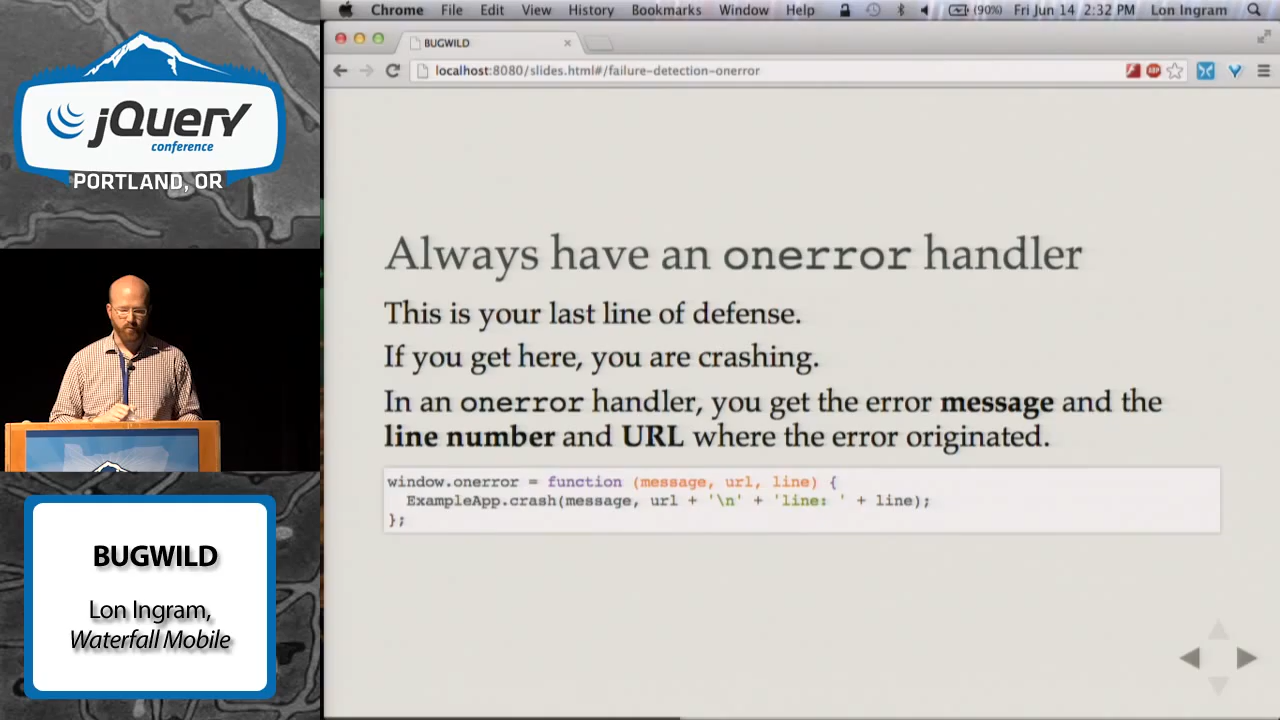 Chrome File Edit View History Bookmarks Window Help (90%) Fri Jun 14 2:32 PM Lon Ingram
BUGWILD
localhost:8080/slides.html#/failure-detection-onerror
ABP
jQuery
conference
PORTLAND, OR
Always have an onerror handler
This is your last line of defense.
If you get here, you are crashing.
In an onerror handler, you get the error message and the
line number and URL where the error originated.
window.onerror = function (message, url, line) {
ExampleApp.crash(message, url + '\n' + 'line: ' + line);
};
BUGWILD
Lon Ingram,
Waterfall Mobile